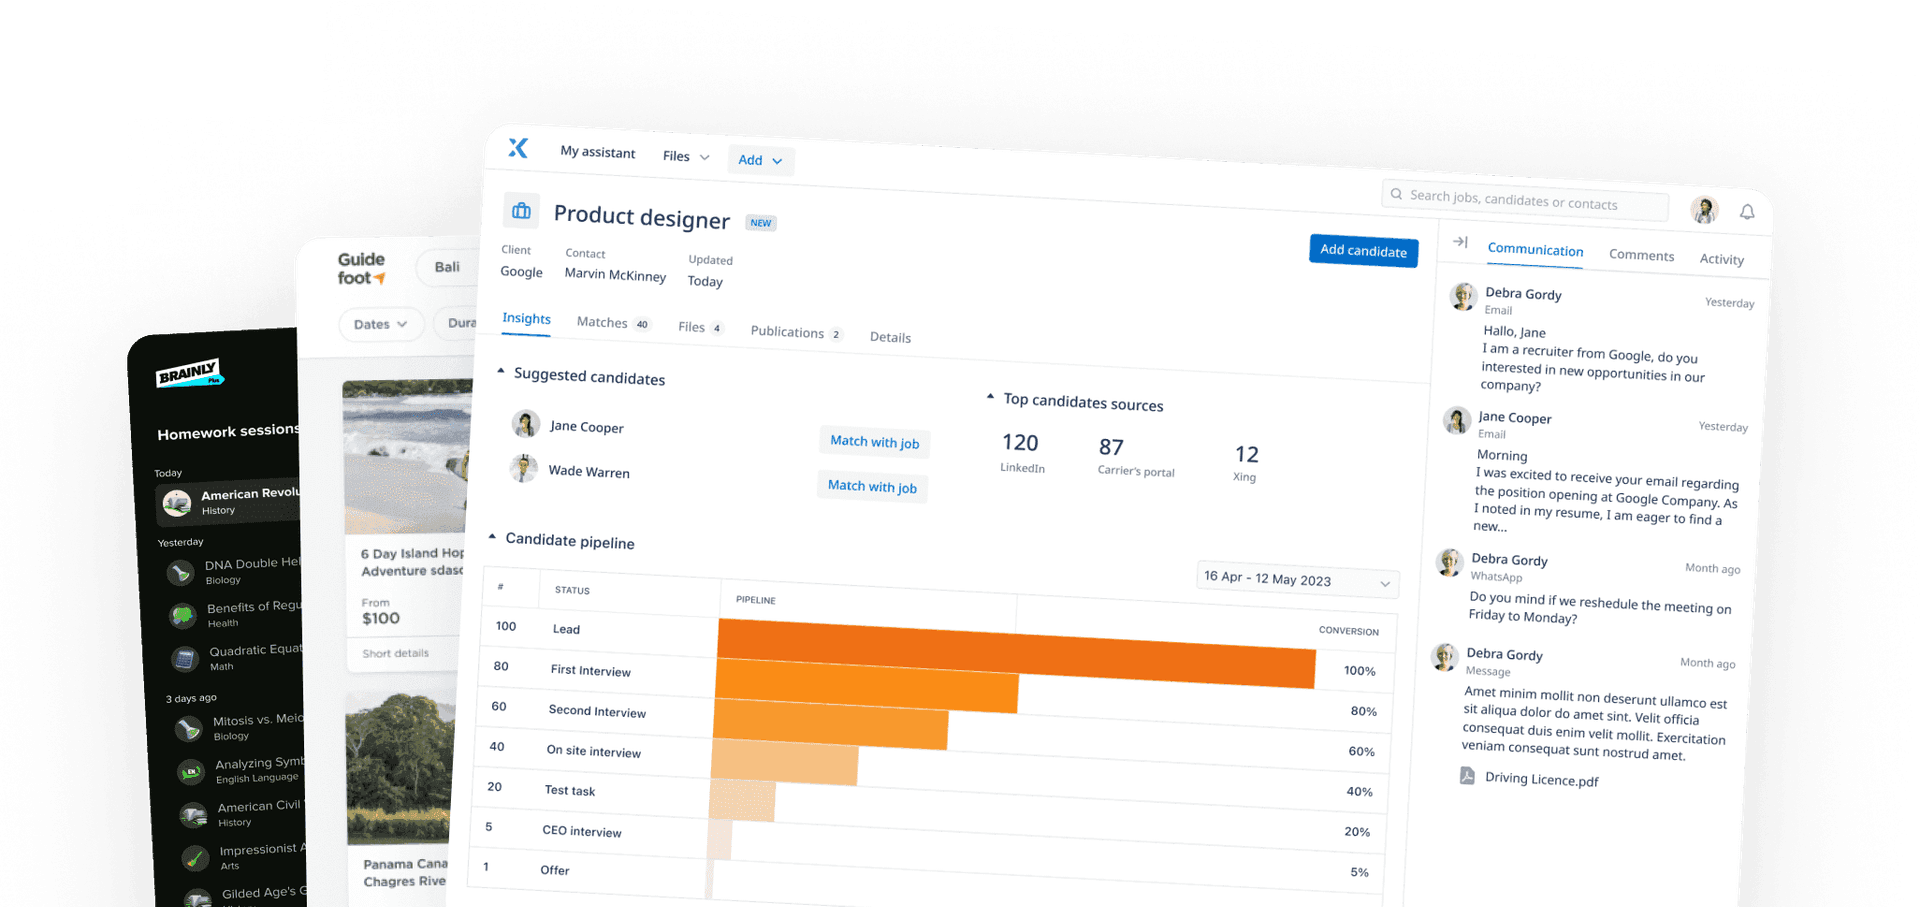 BRAINLY
Plus
Homework sessions
Today
American Revolu
History
Yesterday
DNA Double Hel
Biology
Benefits of Regu
Health
Quadratic Equat
Math
3 days ago
Mitosis vs. Meio
Biology
Analyzing Symb
EN
English Language
American Civil
History
Impressionist A
Arts
Gilded Age's G
Guide
foot
Bali
Dates
Dura
6 Day Island Hop
Adventure sdasc
From
$100
Short details
Panama Cana
Chagres Rive
My assistant
Files
Add
Search jobs, candidates or contacts
Product designer
NEW
Client
Google
Contact
Marvin McKinney
Updated
Today
Add candidate
Insights
Matches 40
Files 4
Publications 2
Details
Suggested candidates
Jane Cooper
Match with job
Wade Warren
Match with job
Top candidates sources
120
LinkedIn
87
Carrier's portal
12
Xing
Candidate pipeline
16 Apr - 12 May 2023
# STATUS PIPELINE CONVERSION
100 Lead 100%
80 First Interview 80%
60 Second Interview 60%
40 On site interview 40%
20 Test task 20%
5 CEO interview 5%
1 Offer
Communication
Comments
Activity
Debra Gordy
Yesterday
Email
Hallo, Jane
I am a recruiter from Google, do you
interested in new opportunities in our
company?
Jane Cooper
Yesterday
Email
Morning
I was excited to receive your email regarding
the position opening at Google Company. As
I noted in my resume, I am eager to find a
new...
Debra Gordy
Month ago
WhatsApp
Do you mind if we reshedule the meeting on
Friday to Monday?
Debra Gordy
Month ago
Message
Amet minim mollit non deserunt ullamco est
sit aliqua dolor do amet sint. Velit officia
consequat duis enim velit mollit. Exercitation
veniam consequat sunt nostrud amet.
Driving Licence.pdf